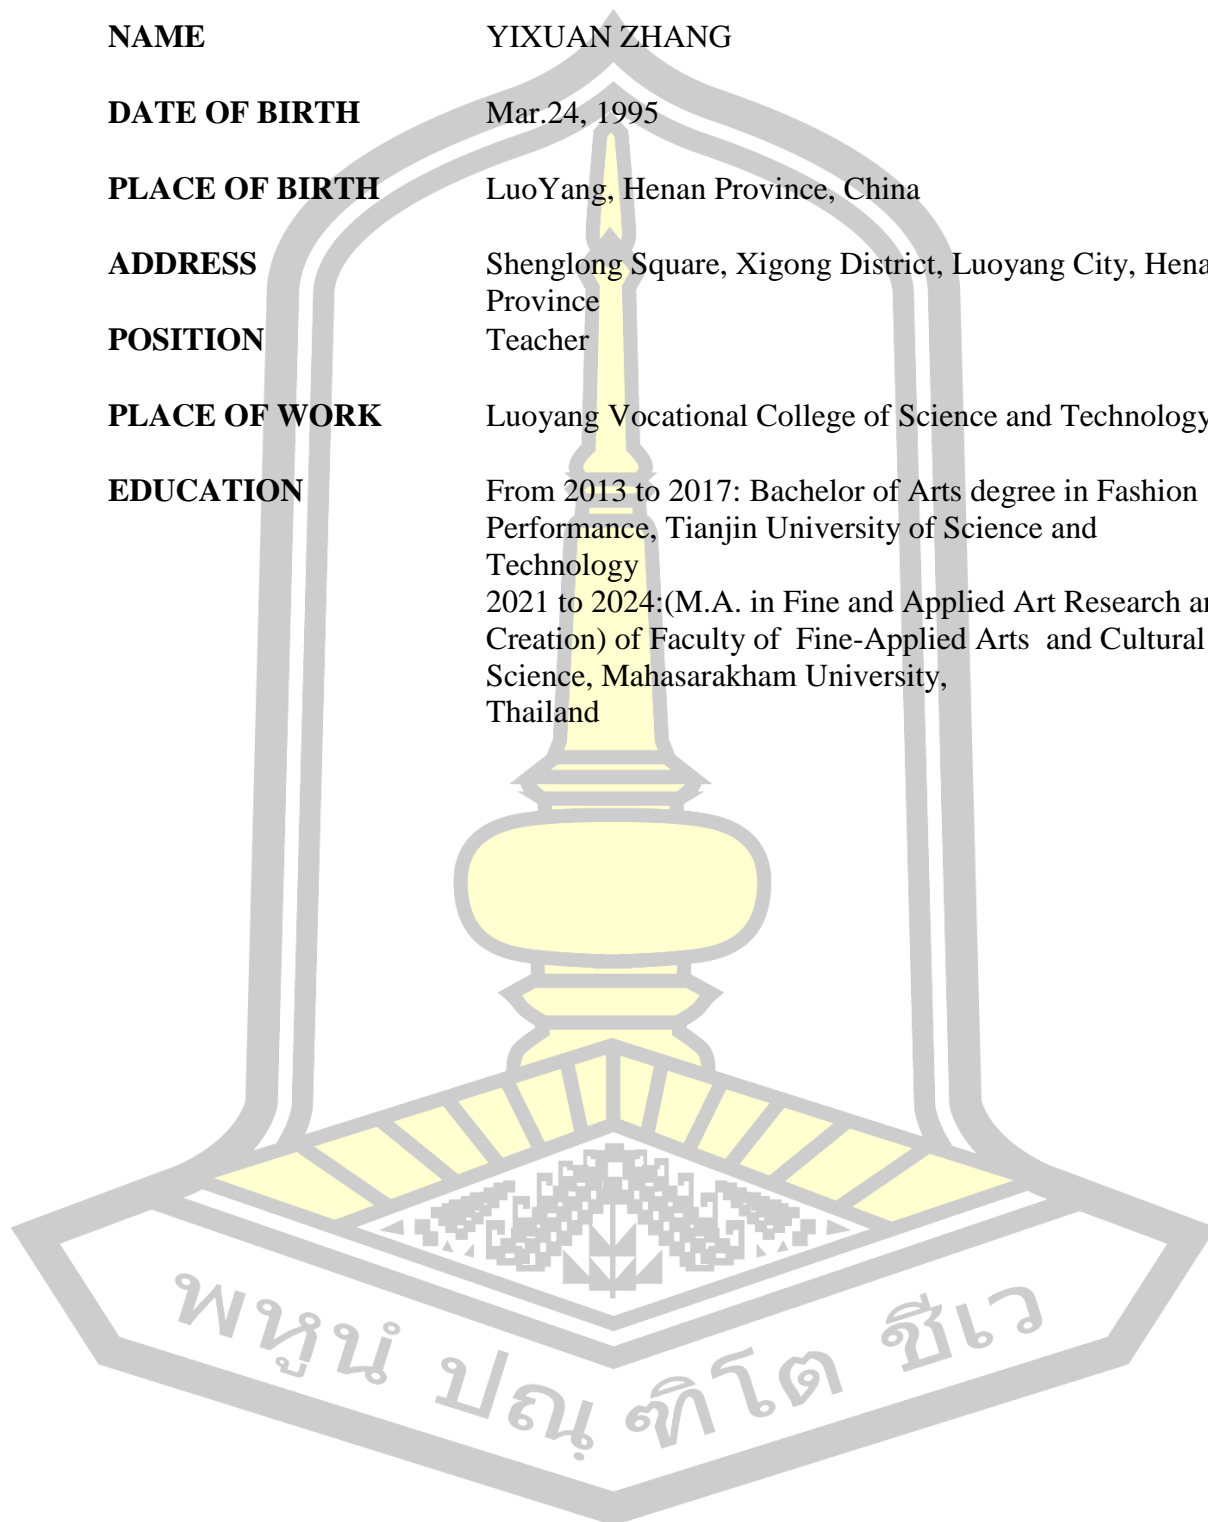 NAME YIXUAN ZHANG
DATE OF BIRTH Mar.24, 1995
PLACE OF BIRTH LuoYang, Henan Province, China
ADDRESS Shenglong Square, Xigong District, Luoyang City, Hena
Province
POSITION Teacher
PLACE OF WORK Luoyang Vocational College of Science and Technology
EDUCATION From 2013 to 2017: Bachelor of Arts degree in Fashion
Performance, Tianjin University of Science and
Technology
2021 to 2024:(M.A. in Fine and Applied Art Research a
Creation) of Faculty of Fine-Applied Arts and Cultural
Science, Mahasarakham University,
Thailand
พหูนํ ปณฺ ฑิโต ชีเว